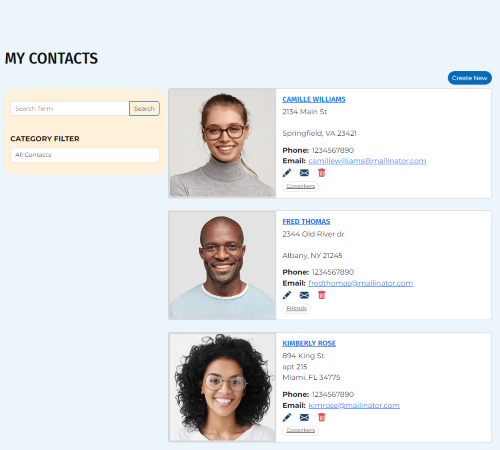 MY CONTACTS
Create New
Search Term
Search
CATEGORY FILTER
All Contacts
CAMILLE WILLIAMS
2134 Main St
Springfield, VA 23421
Phone: 1234567890
Email: camillewilliams@mailinator.com
Coworkers
FRED THOMAS
2344 Old River dr
Albany, NY 21245
Phone: 1234567890
Email: fredthomas@mailinator.com
Friends
KIMBERLY ROSE
894 King St
apt 215
Miami, FL 34775
Phone: 1234567890
Email: kimrose@mailinator.com
Coworkers